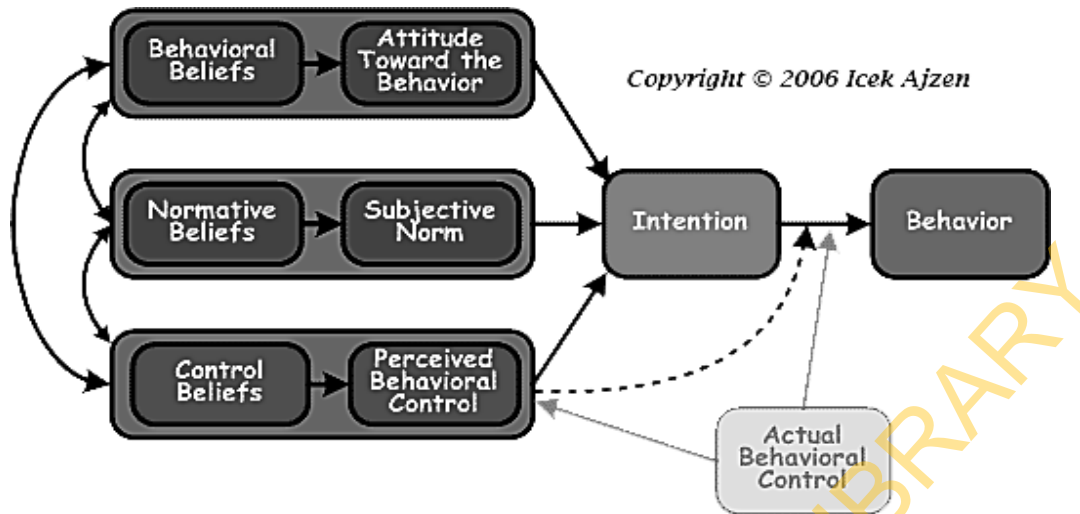 Behavioral
Beliefs
Attitude
Toward the
Behavior
Copyright © 2006 Icek Ajzen
Normative
Beliefs
Subjective
Norm
Intention
Behavior
Control
Beliefs
Perceived
Behavioral
Control
Actual
Behavioral
Control